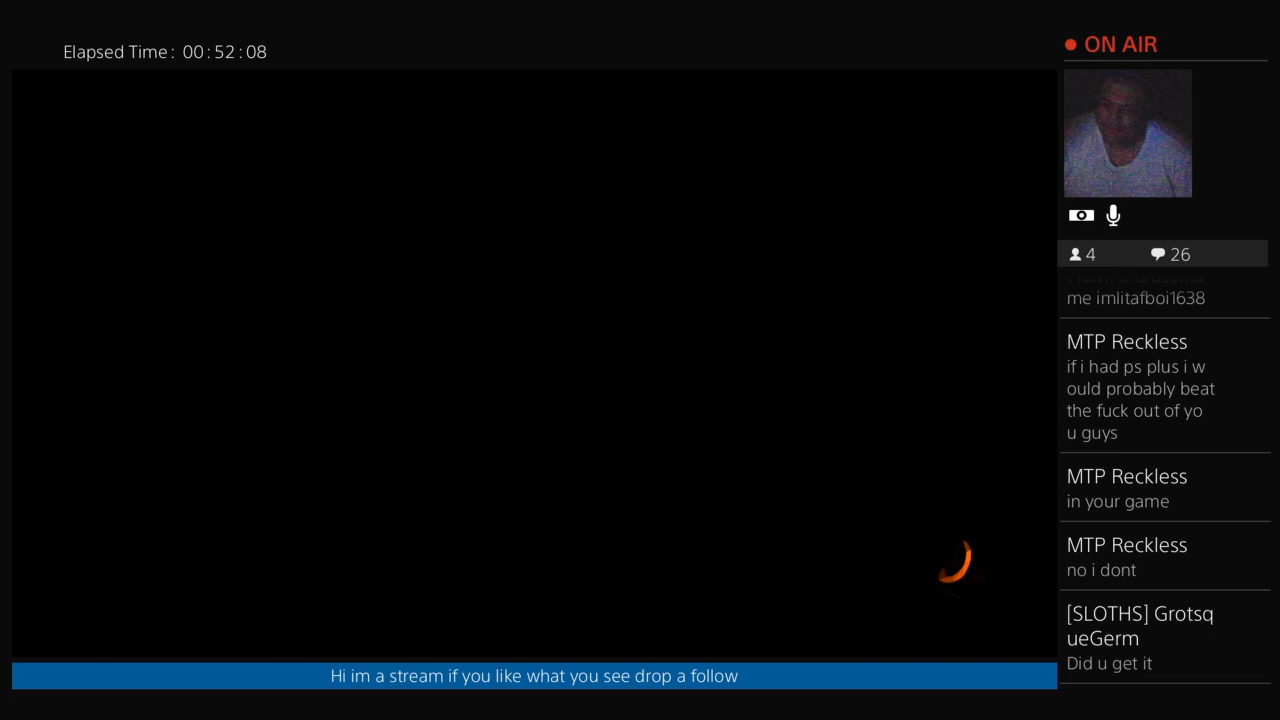 Elapsed Time: 00:52:08
ON AIR
4
26
me imlitafboi1638
MTP Reckless
if i had ps plus i w
ould probably beat
the fuck out of yo
u guys
MTP Reckless
in your game
MTP Reckless
no i dont
[SLOTHS] Grotsq
ueGerm
Did u get it
Hi im a stream if you like what you see drop a follow